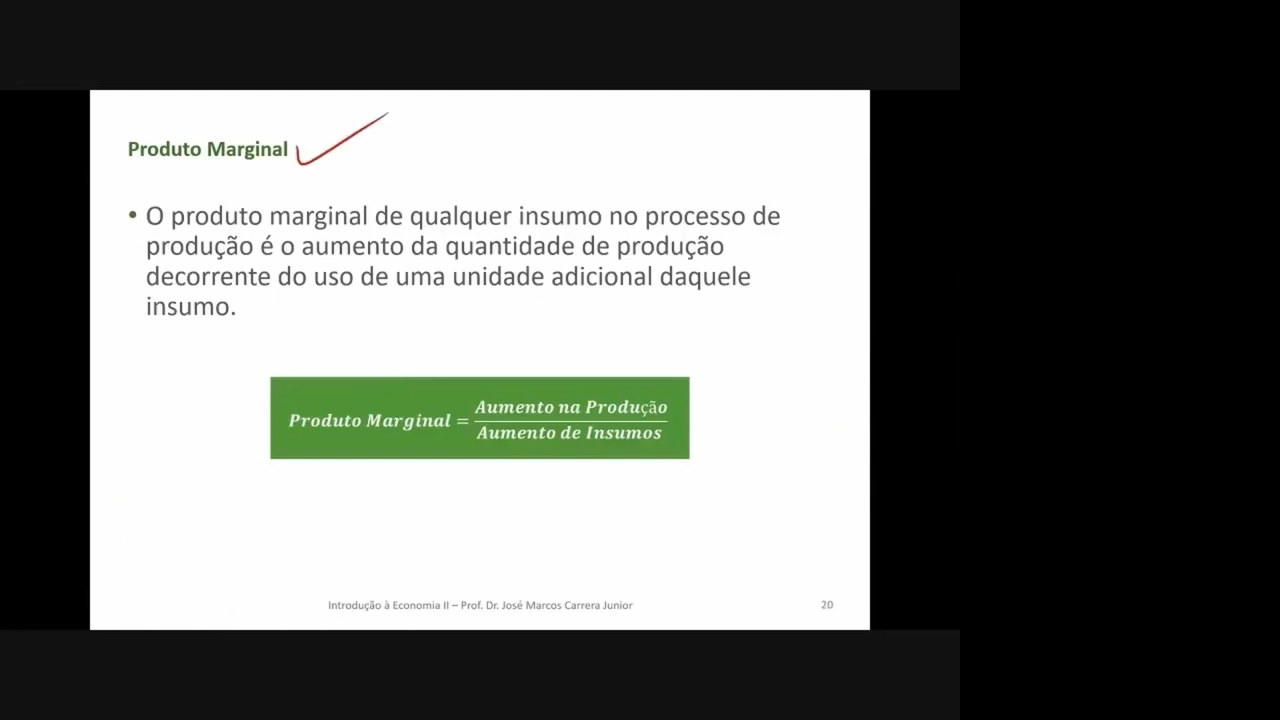 Produto Marginal
• O produto marginal de qualquer insumo no processo de
produção é o aumento da quantidade de produção
decorrente do uso de uma unidade adicional daquele
insumo.
Produto Marginal = Aumento na Produção
Aumento de Insumos
Introdução à Economia II – Prof. Dr. José Marcos Carrera Junior
20